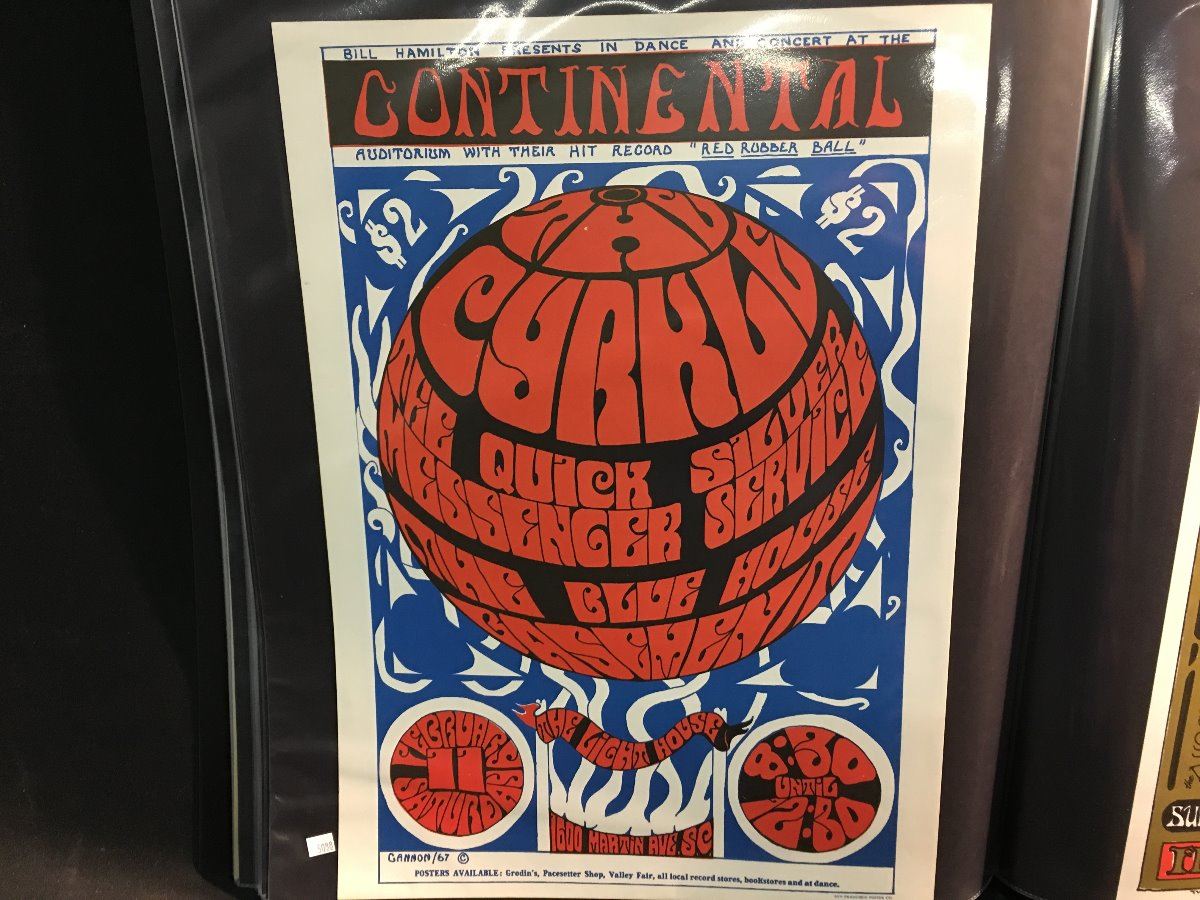 BILL HAMILTON PRESENTS IN DANCE AND CONCERT AT THE
CONTINENTAL
AUDITORIUM WITH THEIR HIT RECORD "RED RUBBER BALL"
$2
$2
CYRKLE
THE QUICK SILVER
MESSENGER SERVICE
THE BLUE HOUSE
BASEMENT
THE LIGHT HOUSE
FEBRUARY
11
SATURDAY
8:30
UNTIL
2:30
1600 MARTIN AVE. S.C
CANNON/67 ©
POSTERS AVAILABLE: Grodin's, Pacesetter Shop, Valley Fair, all local record stores, bookstores and at dance.